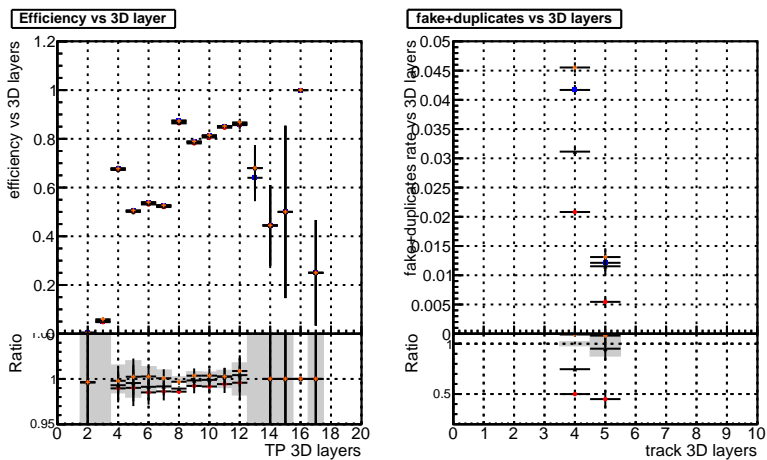 Efficiency vs 3D layer
efficiency vs 3D layers
1.2
1
0.8
0.6
0.4
0.2
0
Ratio
1
0.95
0 2 4 6 8 10 12 14 16 18 20
TP 3D layers
fake+duplicates vs 3D layers
fake+duplicates rate vs 3D layers
0.05
0.045
0.04
0.035
0.03
0.025
0.02
0.015
0.01
0.005
0
Ratio
1
0.5
0 1 2 3 4 5 6 7 8 9 10
track 3D layers